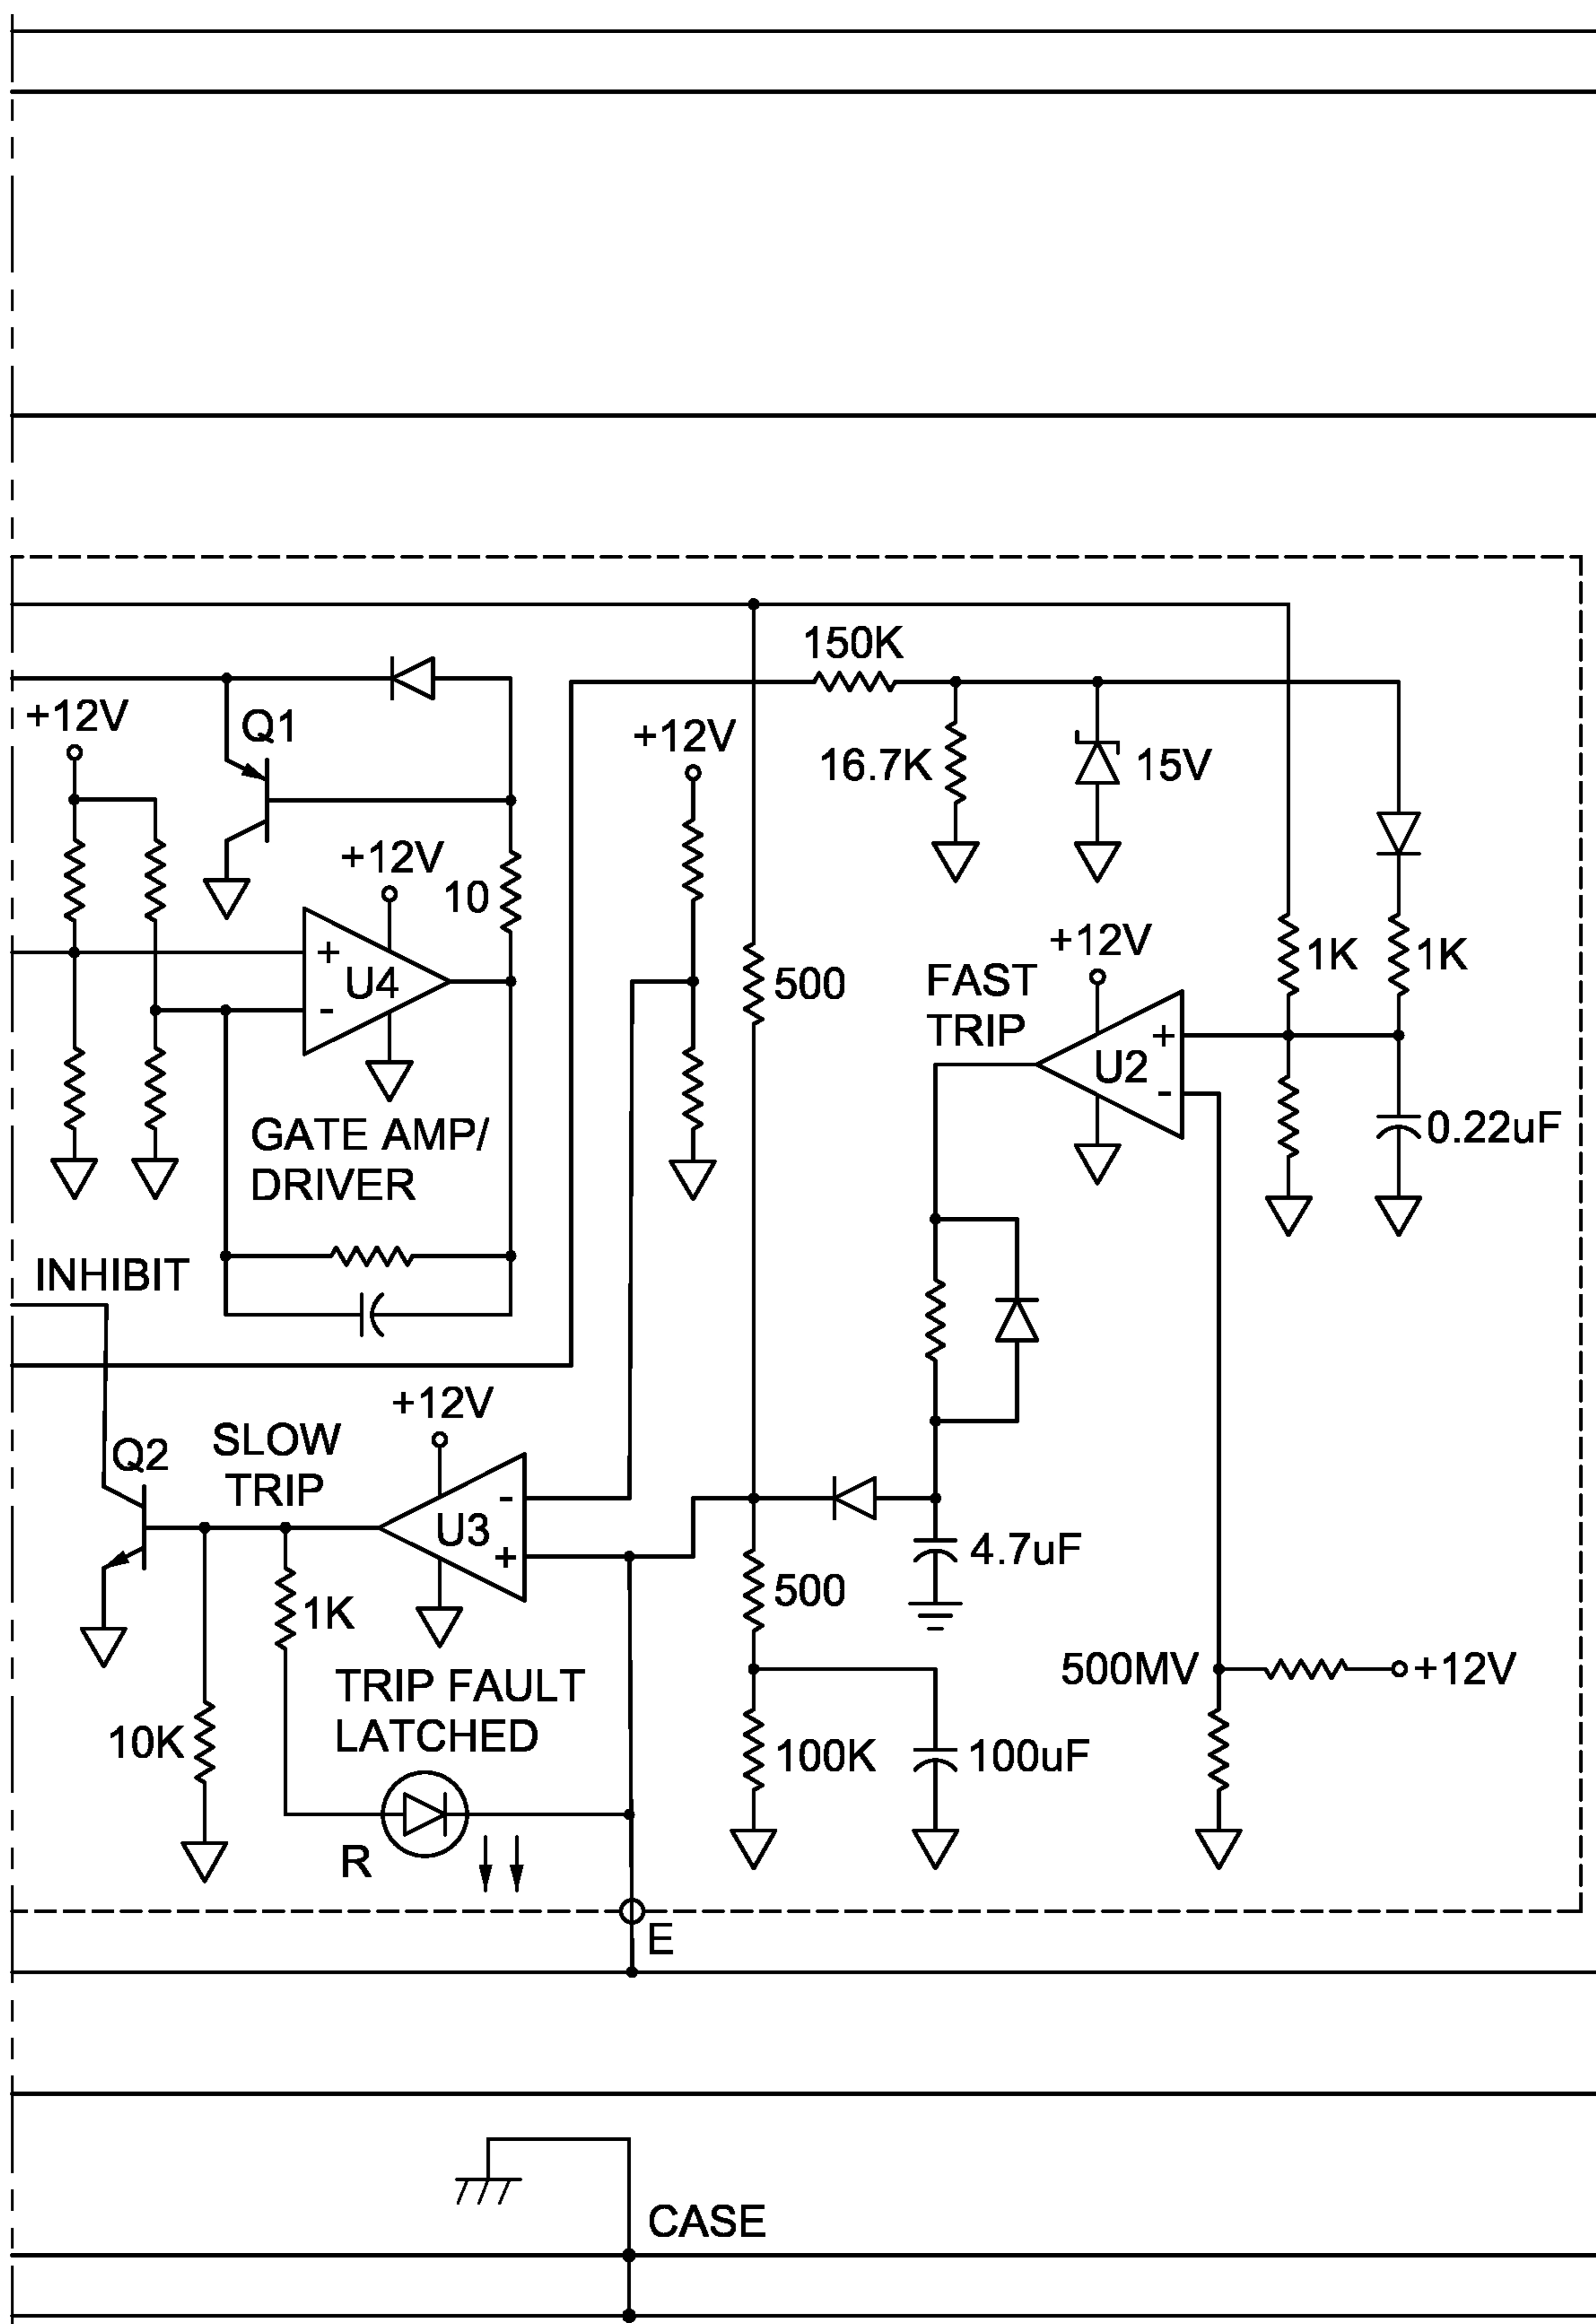 150K
+12V
Q1
+12V
16.7K
15V
+12V
10
+12V
1K
1K
+
U4
-
500
FAST
TRIP
+
U2
-
GATE AMP/
DRIVER
0.22uF
INHIBIT
+12V
Q2
SLOW
TRIP
-
U3
+
4.7uF
500
1K
TRIP FAULT
LATCHED
500MV
+12V
10K
100K
100uF
R
E
CASE